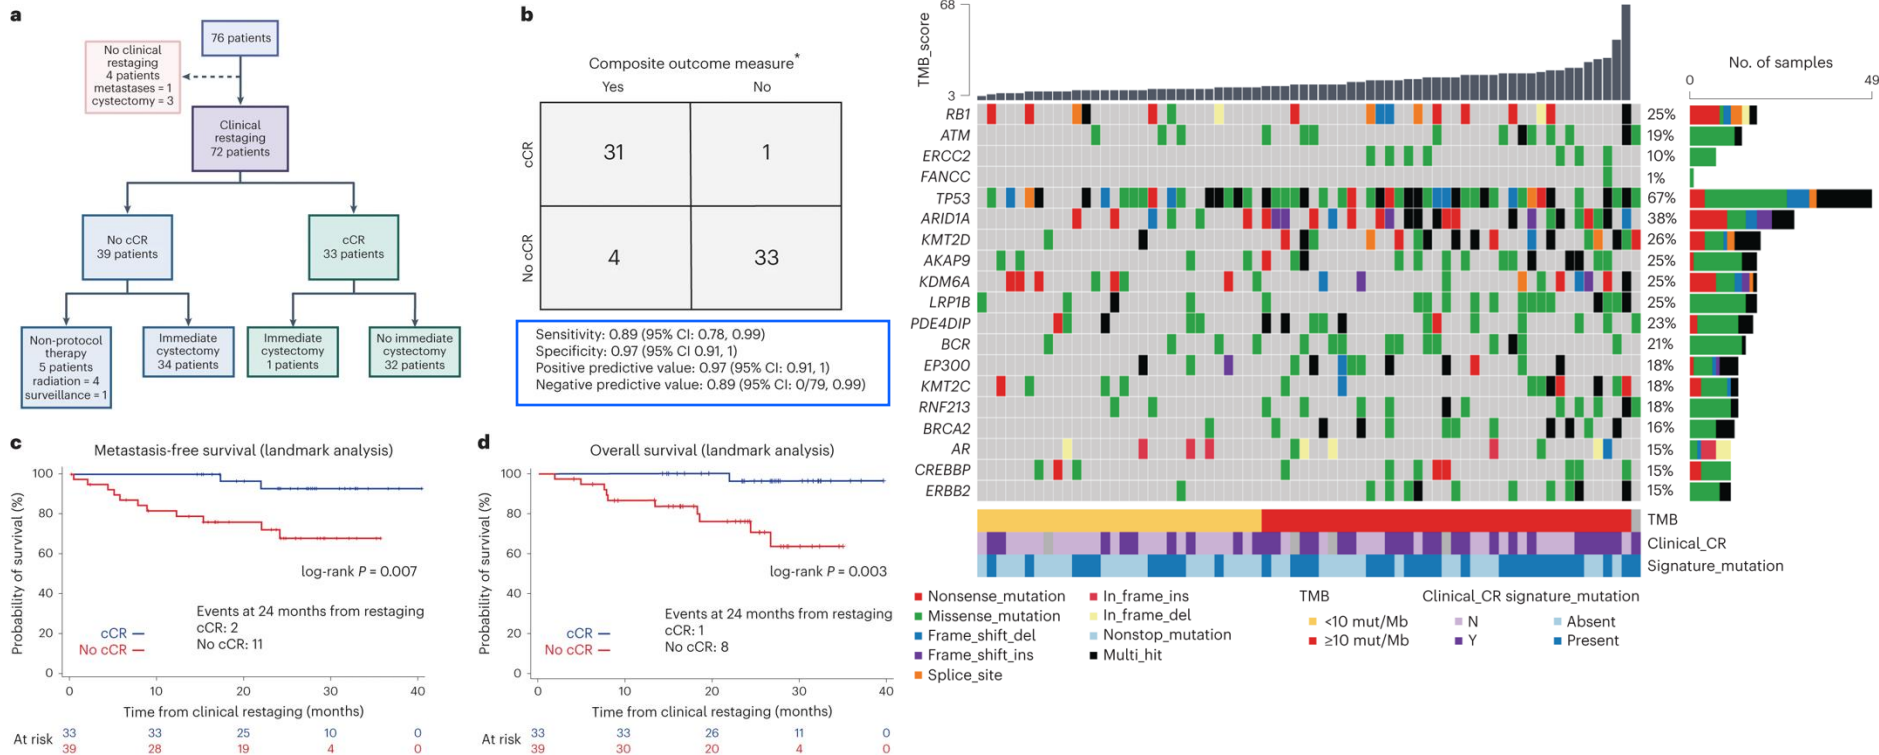 a
76 patients
No clinical
restaging
4 patients
metastases = 1
cystectomy = 3
Clinical
restaging
72 patients
No cCR
39 patients
cCR
33 patients
Non-protocol
therapy
5 patients
radiation = 4
surveillance = 1
Immediate
cystectomy
34 patients
Immediate
cystectomy
1 patients
No immediate
cystectomy
32 patients
b
Composite outcome measure*
Yes No
cCR
31 1
No cCR
4 33
Sensitivity: 0.89 (95% CI: 0.78, 0.99)
Specificity: 0.97 (95% CI 0.91, 1)
Positive predictive value: 0.97 (95% CI: 0.91, 1)
Negative predictive value: 0.89 (95% CI: 0/79, 0.99)
c
Metastasis-free survival (landmark analysis)
Probability of survival (%)
100
80
60
40
20
0
log-rank P = 0.007
Events at 24 months from restaging
cCR: 2
No cCR: 11
cCR
No cCR
0 10 20 30 40
Time from clinical restaging (months)
At risk
33 33 25 10 0
39 28 19 4 0
d
Overall survival (landmark analysis)
Probability of survival (%)
100
80
60
40
20
0
log-rank P = 0.003
Events at 24 months from restaging
cCR: 1
No cCR: 8
cCR
No cCR
0 10 20 30 40
Time from clinical restaging (months)
At risk
33 33 26 11 0
39 30 20 4 0
68
TMB_score
3
No. of samples
0 49
RB1 25%
ATM 19%
ERCC2 10%
FANCC 1%
TP53 67%
ARID1A 38%
KMT2D 26%
AKAP9 25%
KDM6A 25%
LRP1B 25%
PDE4DIP 23%
BCR 21%
EP300 18%
KMT2C 18%
RNF213 18%
BRCA2 16%
AR 15%
CREBBP 15%
ERBB2 15%
TMB
Clinical_CR
Signature_mutation
Nonsense_mutation
Missense_mutation
Frame_shift_del
Frame_shift_ins
Splice_site
In_frame_ins
In_frame_del
Nonstop_mutation
Multi_hit
TMB
<10 mut/Mb
≥10 mut/Mb
Clinical_CR signature_mutation
N Absent
Y Present